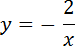 y = − 2/x